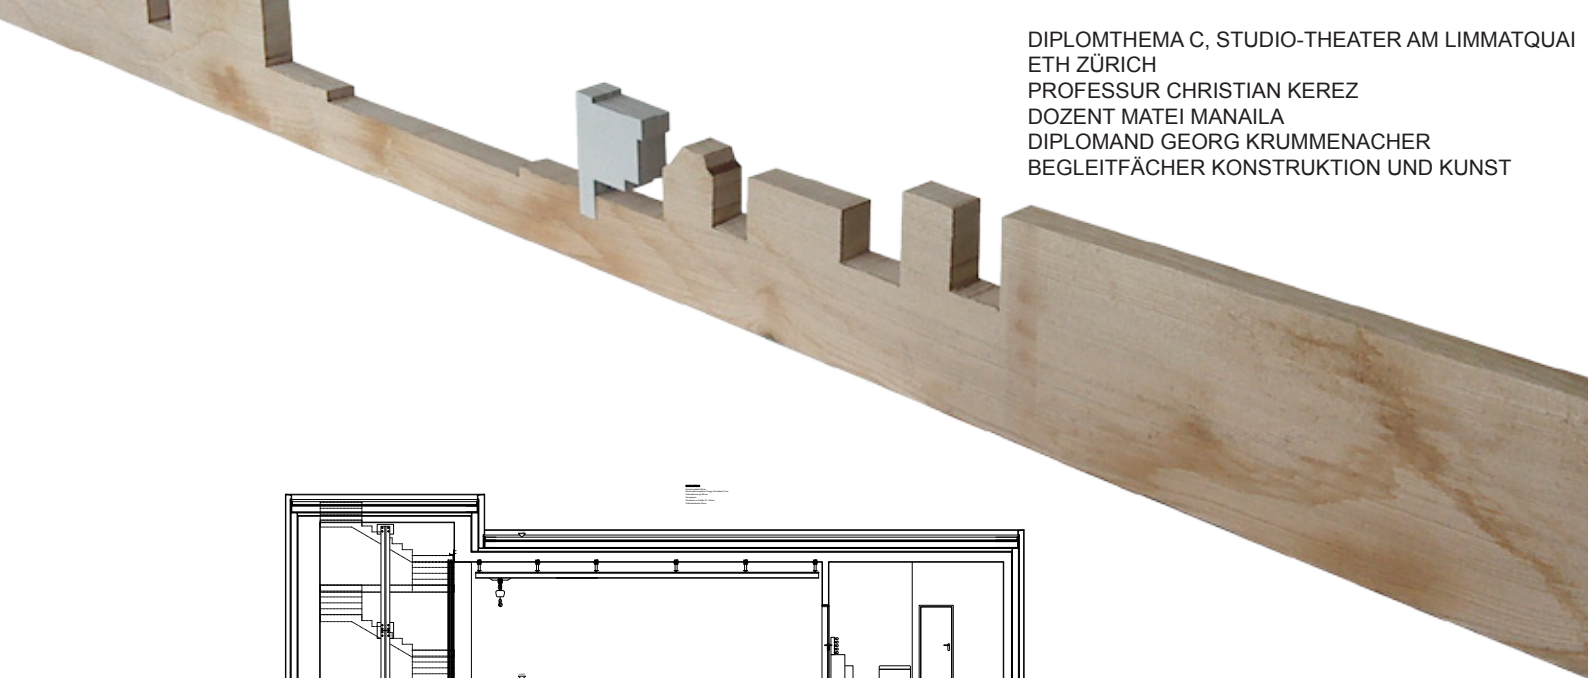 DIPLOMTHEMA C, STUDIO-THEATER AM LIMMATQUAI
ETH ZÜRICH
PROFESSUR CHRISTIAN KEREZ
DOZENT MATEI MANAILA
DIPLOMAND GEORG KRUMMENACHER
BEGLEITFÄCHER KONSTRUKTION UND KUNST